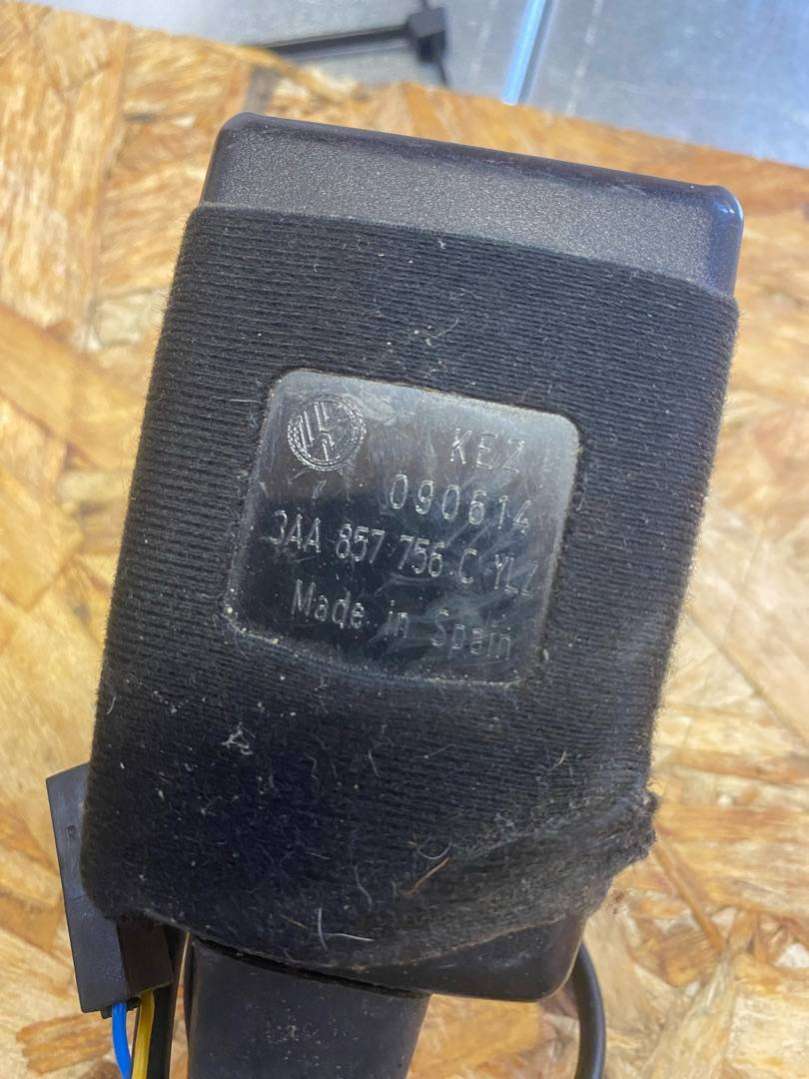 KEZ
090614
3AA 857 756 C YLZ
Made in Spain